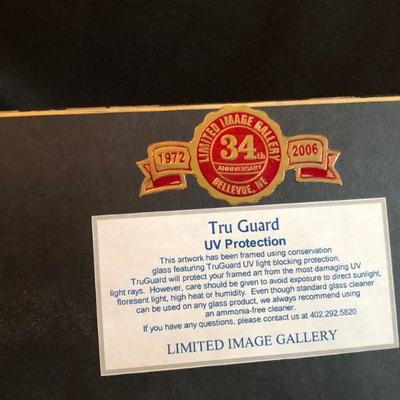 LIMITED IMAGE GALLERY
1972 34th 2006
ANNIVERSARY
BELLEVUE, NE
Tru Guard
UV Protection
This artwork has been framed using conservation
glass featuring TruGuard UV light blocking protection.
TruGuard will protect your framed art from the most damaging UV
light rays. However, care should be given to avoid exposure to direct sunlight,
floresent light, high heat or humidity. Even though standard glass cleaner
can be used on any glass product, we always recommend using
an ammonia-free cleaner.
If you have any questions, please contact us at 402.292.5820
LIMITED IMAGE GALLERY